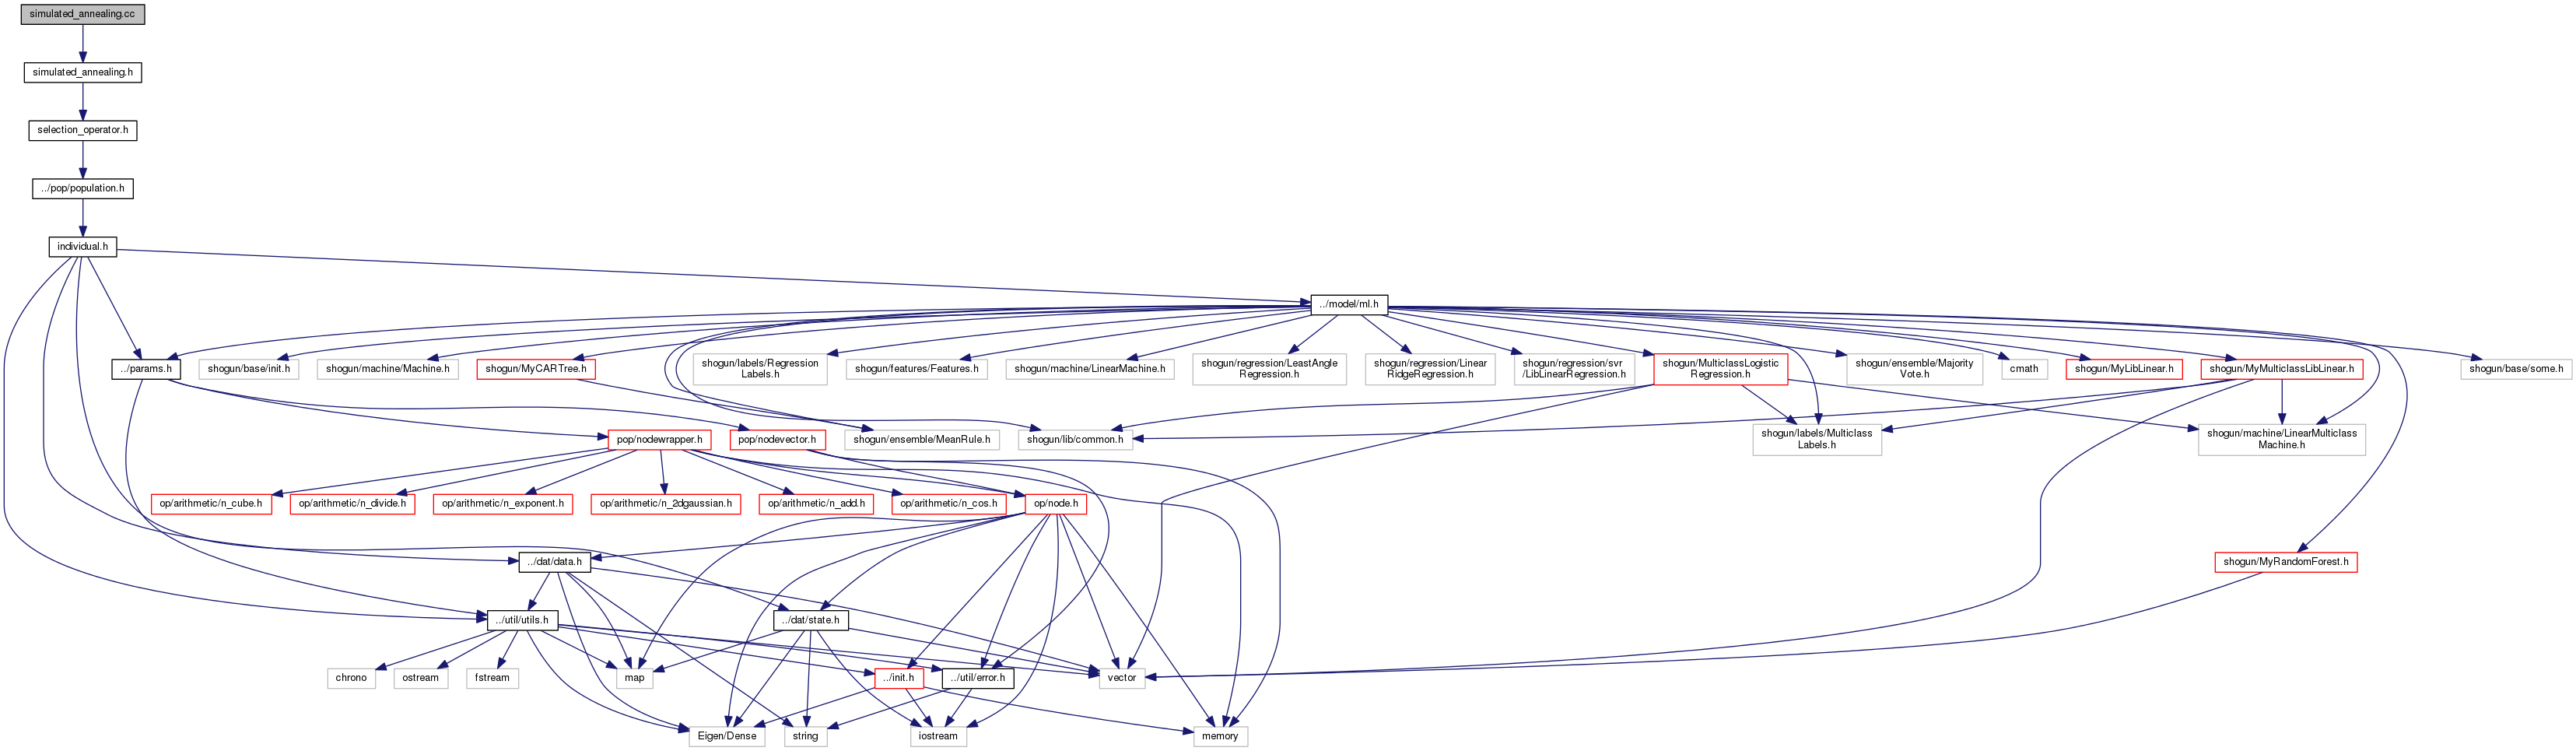 simulated_annealing.cc
simulated_annealing.h
selection_operator.h
../pop/population.h
individual.h
../model/ml.h
../params.h
shogun/base/init.h
shogun/machine/Machine.h
shogun/MyCARTree.h
shogun/labels/Regression
Labels.h
shogun/features/Features.h
shogun/machine/LinearMachine.h
shogun/regression/LeastAngle
Regression.h
shogun/regression/Linear
RidgeRegression.h
shogun/regression/svr
/LibLinearRegression.h
shogun/MulticlassLogistic
Regression.h
shogun/ensemble/Majority
Vote.h
cmath
shogun/MyLibLinear.h
shogun/MyMulticlassLibLinear.h
shogun/base/some.h
pop/nodewrapper.h
pop/nodevector.h
shogun/ensemble/MeanRule.h
shogun/lib/common.h
shogun/labels/Multiclass
Labels.h
shogun/machine/LinearMulticlass
Machine.h
op/arithmetic/n_cube.h
op/arithmetic/n_divide.h
op/arithmetic/n_exponent.h
op/arithmetic/n_2dgaussian.h
op/arithmetic/n_add.h
op/arithmetic/n_cos.h
op/node.h
../dat/data.h
shogun/MyRandomForest.h
../util/utils.h
../dat/state.h
chrono
ostream
fstream
map
../init.h
../util/error.h
vector
Eigen/Dense
string
iostream
memory